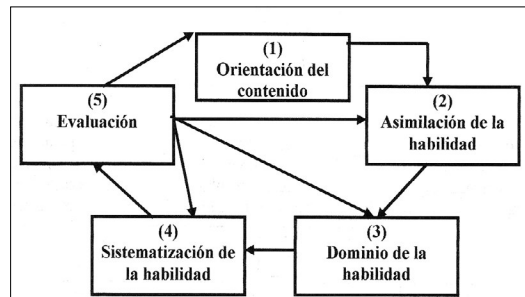 (1)
Orientación del
contenido
(5)
Evaluación
(2)
Asimilación de la
habilidad
(4)
Sistematización de
la habilidad
(3)
Dominio de la
habilidad